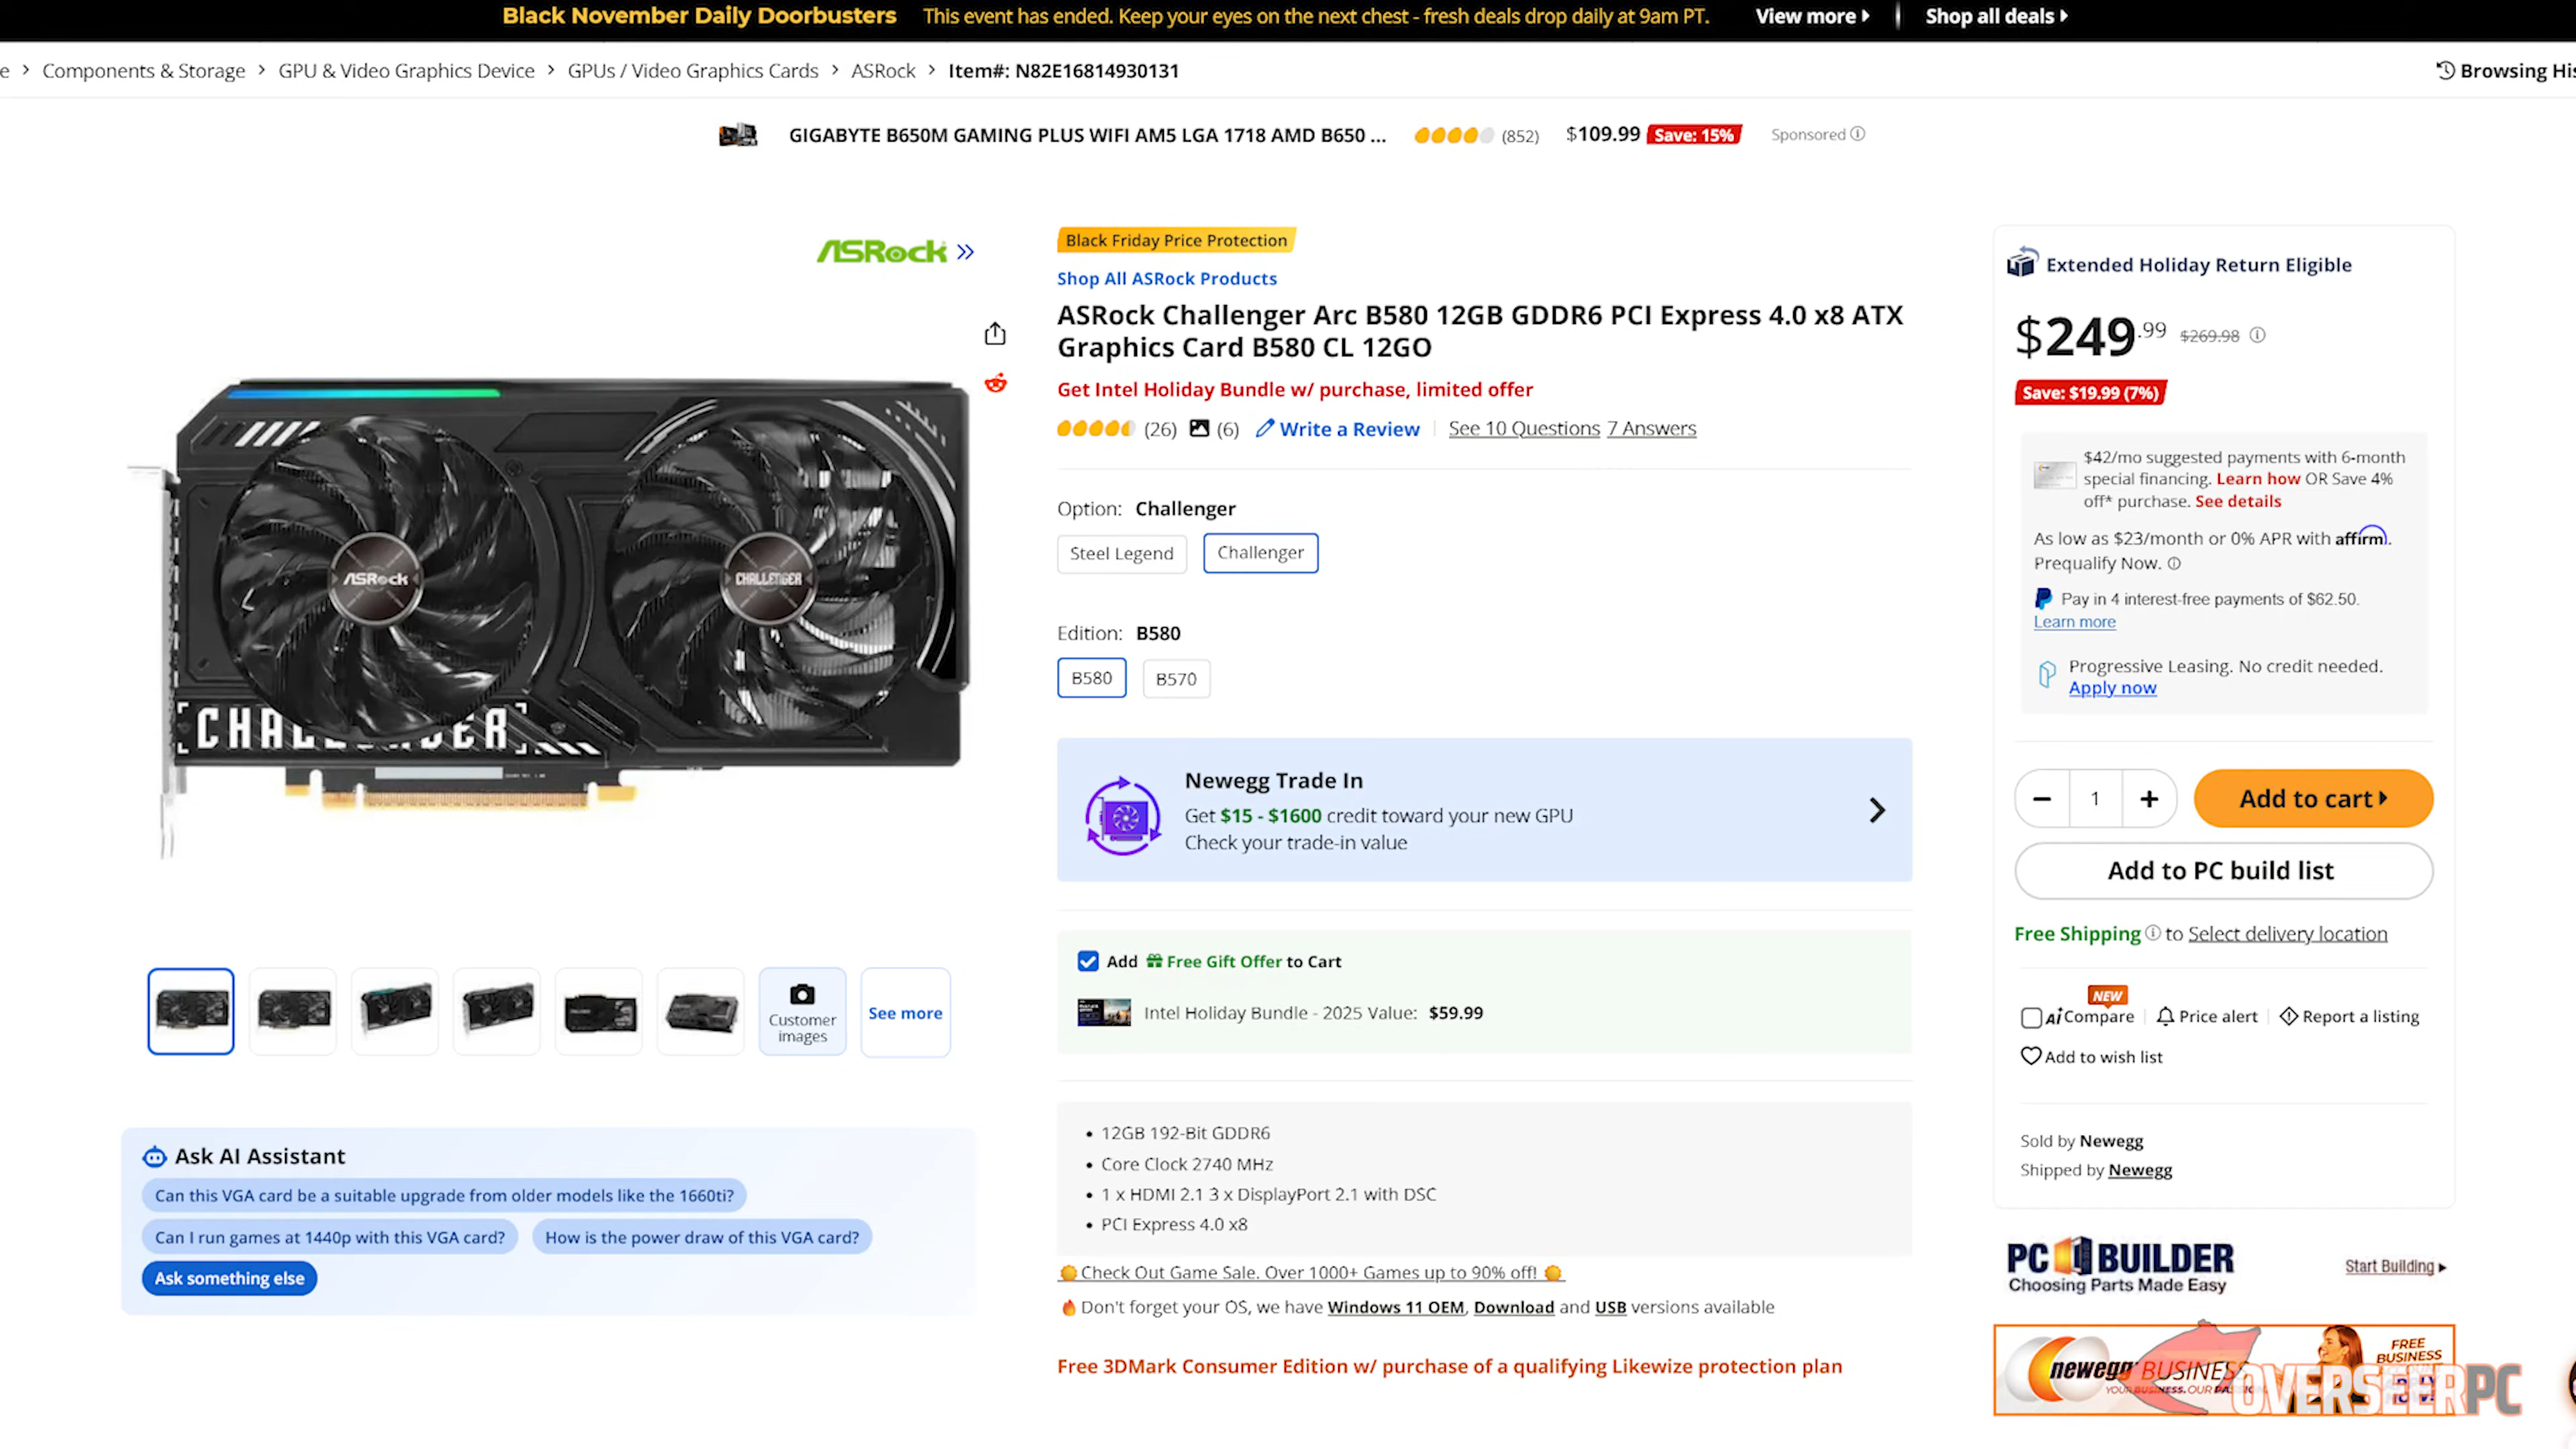 Black November Daily Doorbusters This event has ended. Keep your eyes on the next chest - fresh deals drop daily at 9am PT. View more Shop all deals
e > Components & Storage > GPU & Video Graphics Device > GPUs / Video Graphics Cards > ASRock > Item#: N82E16814930131
Browsing His
GIGABYTE B650M GAMING PLUS WIFI AM5 LGA 1718 AMD B650 ... (852) $109.99 Save: 15% Sponsored
ASRock
ASRock
CHALLENGER
CHALLENGER
Customer
images
See more
Ask AI Assistant
Can this VGA card be a suitable upgrade from older models like the 1660ti?
Can I run games at 1440p with this VGA card? How is the power draw of this VGA card?
Ask something else
Black Friday Price Protection
Shop All ASRock Products
ASRock Challenger Arc B580 12GB GDDR6 PCI Express 4.0 x8 ATX
Graphics Card B580 CL 12GO
Get Intel Holiday Bundle w/ purchase, limited offer
(26) (6) Write a Review See 10 Questions 7 Answers
Option: Challenger
Steel Legend Challenger
Edition: B580
B580 B570
Newegg Trade In
Get $15 - $1600 credit toward your new GPU
Check your trade-in value
Add Free Gift Offer to Cart
Intel Holiday Bundle - 2025 Value: $59.99
• 12GB 192-Bit GDDR6
• Core Clock 2740 MHz
• 1 x HDMI 2.1 3 x DisplayPort 2.1 with DSC
• PCI Express 4.0 x8
Check Out Game Sale. Over 1000+ Games up to 90% off!
Don't forget your OS, we have Windows 11 OEM, Download and USB versions available
Free 3DMark Consumer Edition w/ purchase of a qualifying Likewize protection plan
Extended Holiday Return Eligible
$249.99 $269.98
Save: $19.99 (7%)
$42/mo suggested payments with 6-month
special financing. Learn how OR Save 4%
off* purchase. See details
As low as $23/month or 0% APR with affirm.
Prequalify Now.
Pay in 4 interest-free payments of $62.50.
Learn more
Progressive Leasing. No credit needed.
Apply now
− 1 + Add to cart
Add to PC build list
Free Shipping to Select delivery location
NEW
Ai Compare Price alert Report a listing
Add to wish list
Sold by Newegg
Shipped by Newegg
PC BUILDER
Choosing Parts Made Easy
Start Building
newegg BUSINESS
YOUR BUSINESS. OUR
FREE
BUSINESS
OVERSEERPC